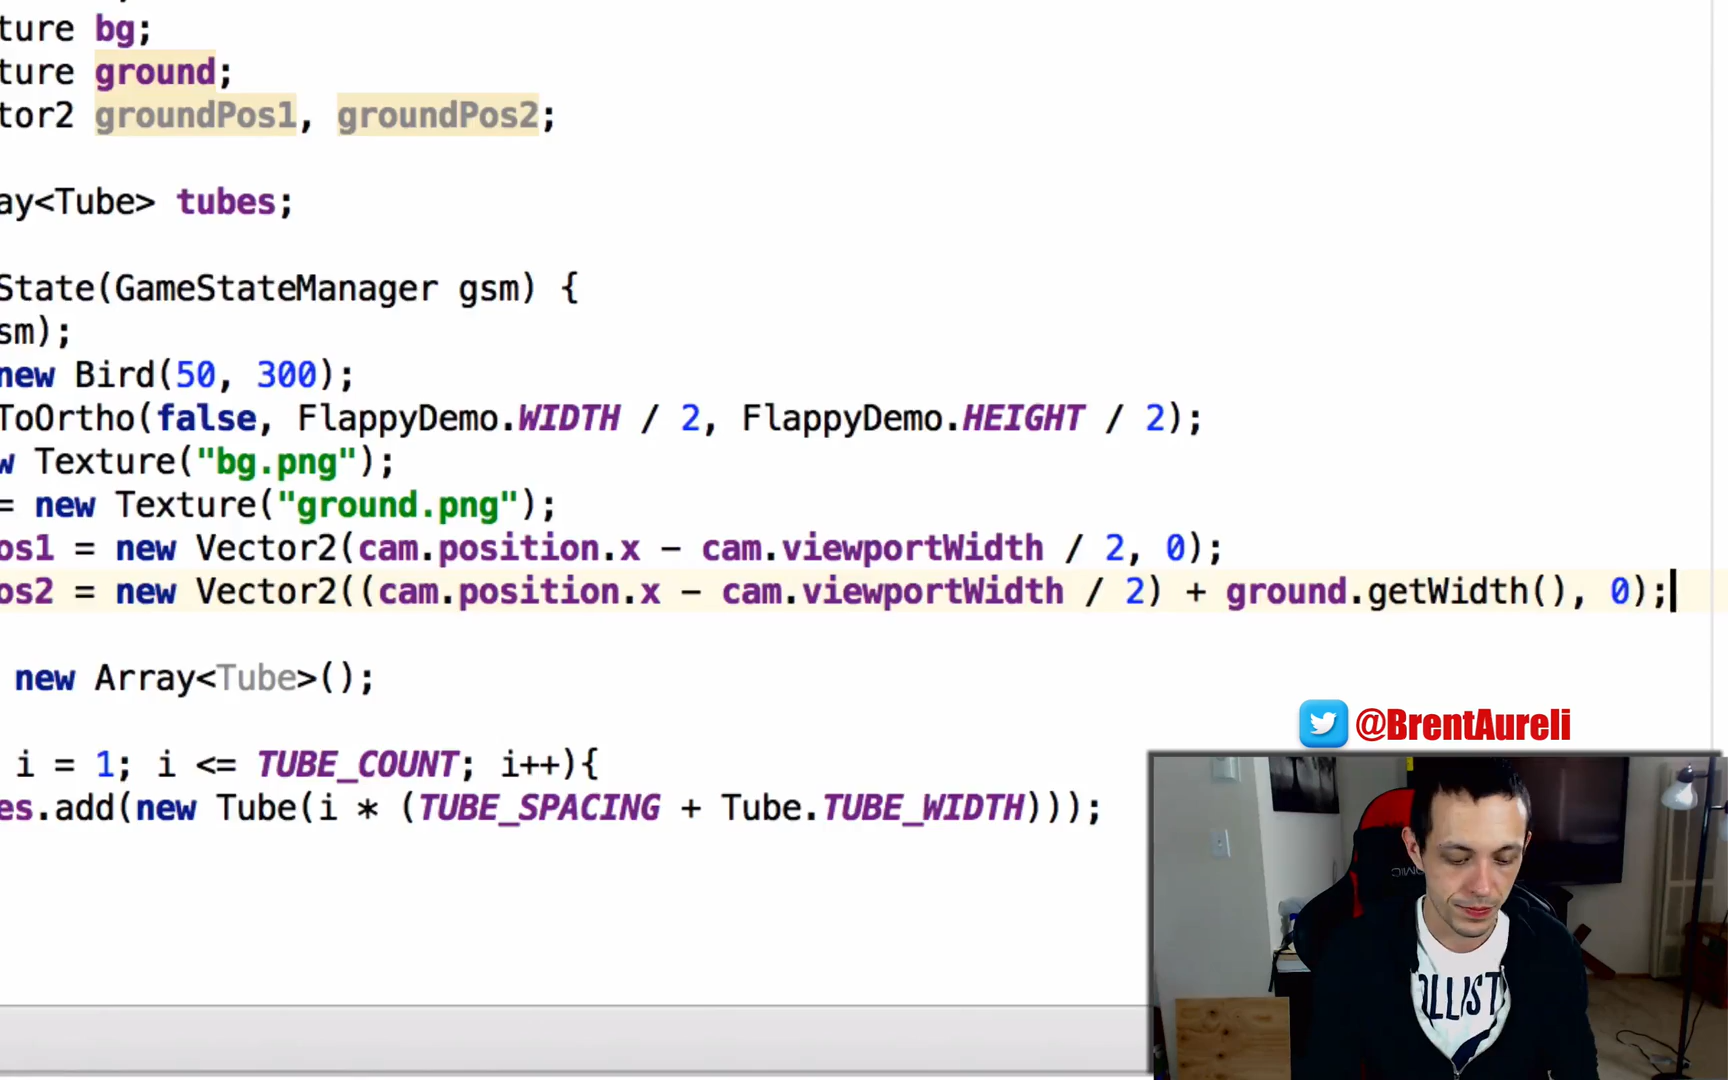 ture bg;
ture ground;
tor2 groundPos1, groundPos2;
ay<Tube> tubes;
State(GameStateManager gsm) {
sm);
new Bird(50, 300);
ToOrtho(false, FlappyDemo.WIDTH / 2, FlappyDemo.HEIGHT / 2);
w Texture("bg.png");
= new Texture("ground.png");
os1 = new Vector2(cam.position.x - cam.viewportWidth / 2, 0);
os2 = new Vector2((cam.position.x - cam.viewportWidth / 2) + ground.getWidth(), 0);
new Array<Tube>();
i = 1; i <= TUBE_COUNT; i++){
es.add(new Tube(i * (TUBE_SPACING + Tube.TUBE_WIDTH)));
@BrentAureli